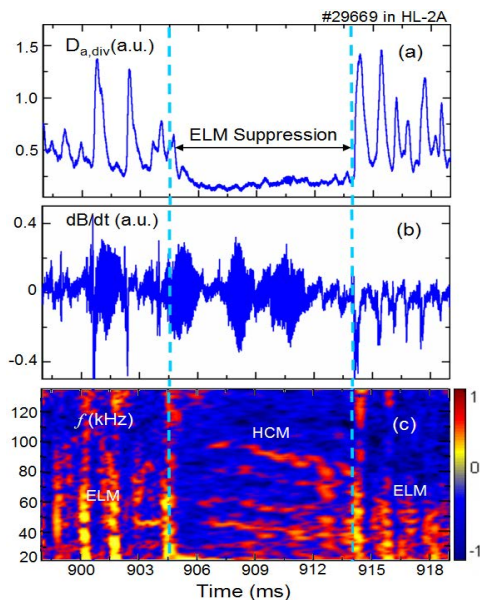 #29669 in HL-2A
Dₐ,div(a.u.) (a)
1.5
1.0
0.5
ELM Suppression
dB/dt (a.u.) (b)
0.4
0
-0.4
f (kHz) HCM (c)
120
100
80
60
40
20
ELM ELM
1
0
-1
900 903 906 909 912 915 918
Time (ms)